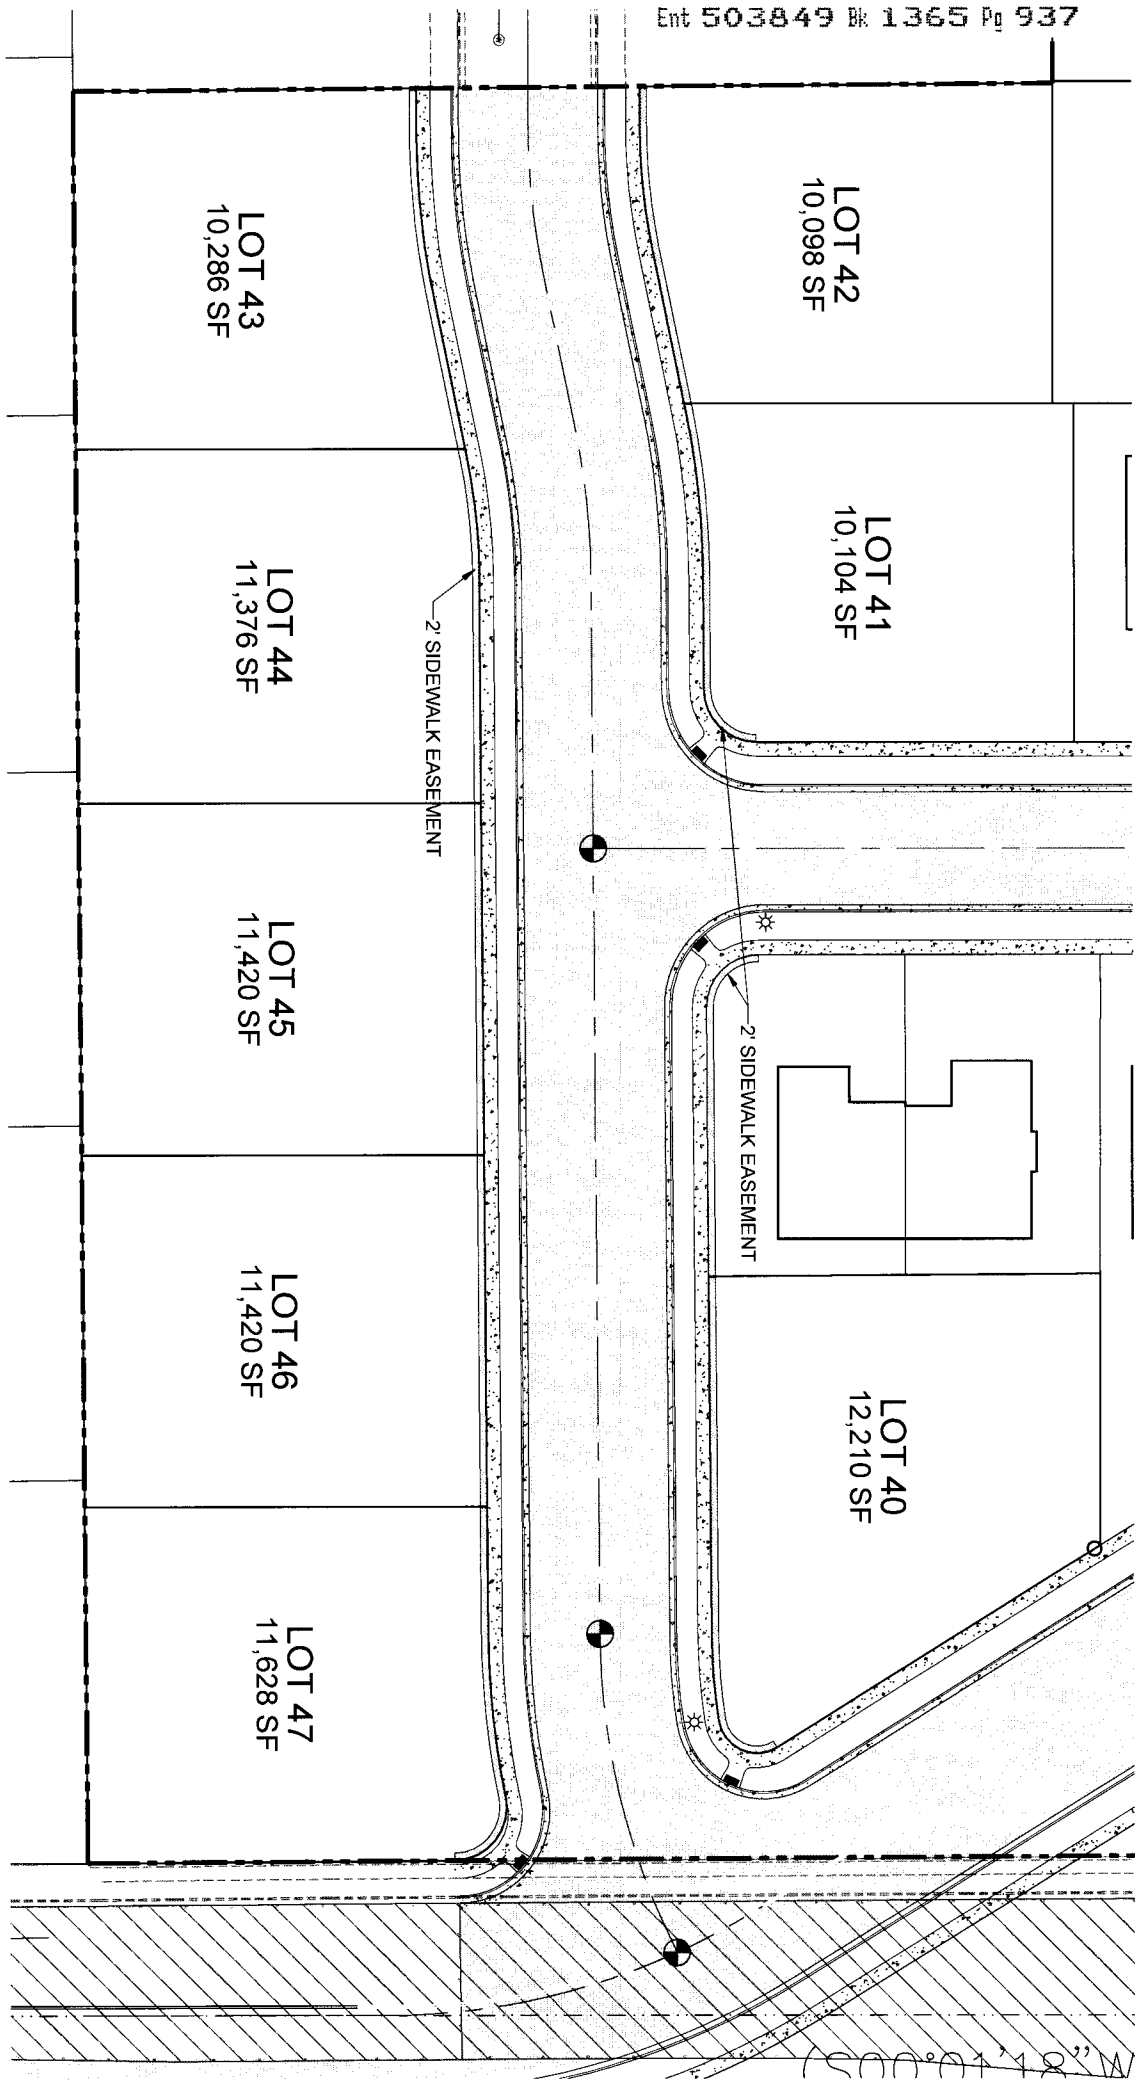 Ent 503849 Bk 1365 Pg 937
LOT 42
10,098 SF
LOT 43
10,286 SF
LOT 41
10,104 SF
LOT 44
11,376 SF
2' SIDEWALK EASEMENT
LOT 45
11,420 SF
2' SIDEWALK EASEMENT
LOT 46
11,420 SF
LOT 40
12,210 SF
LOT 47
11,628 SF
(S00°01'18"W